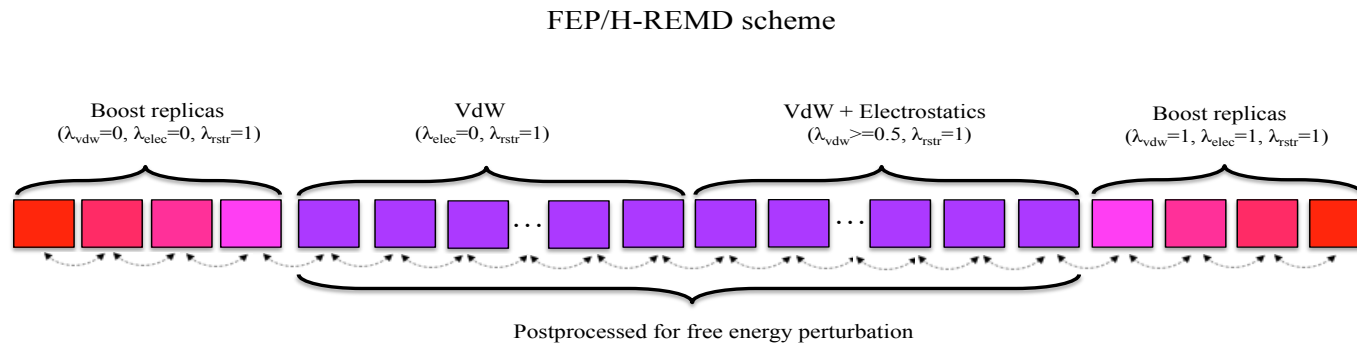 FEP/H-REMD scheme
Boost replicas
(λvdw=0, λelec=0, λrstr=1)
VdW
(λelec=0, λrstr=1)
VdW + Electrostatics
(λvdw>=0.5, λrstr=1)
Boost replicas
(λvdw=1, λelec=1, λrstr=1)
...
...
Postprocessed for free energy perturbation